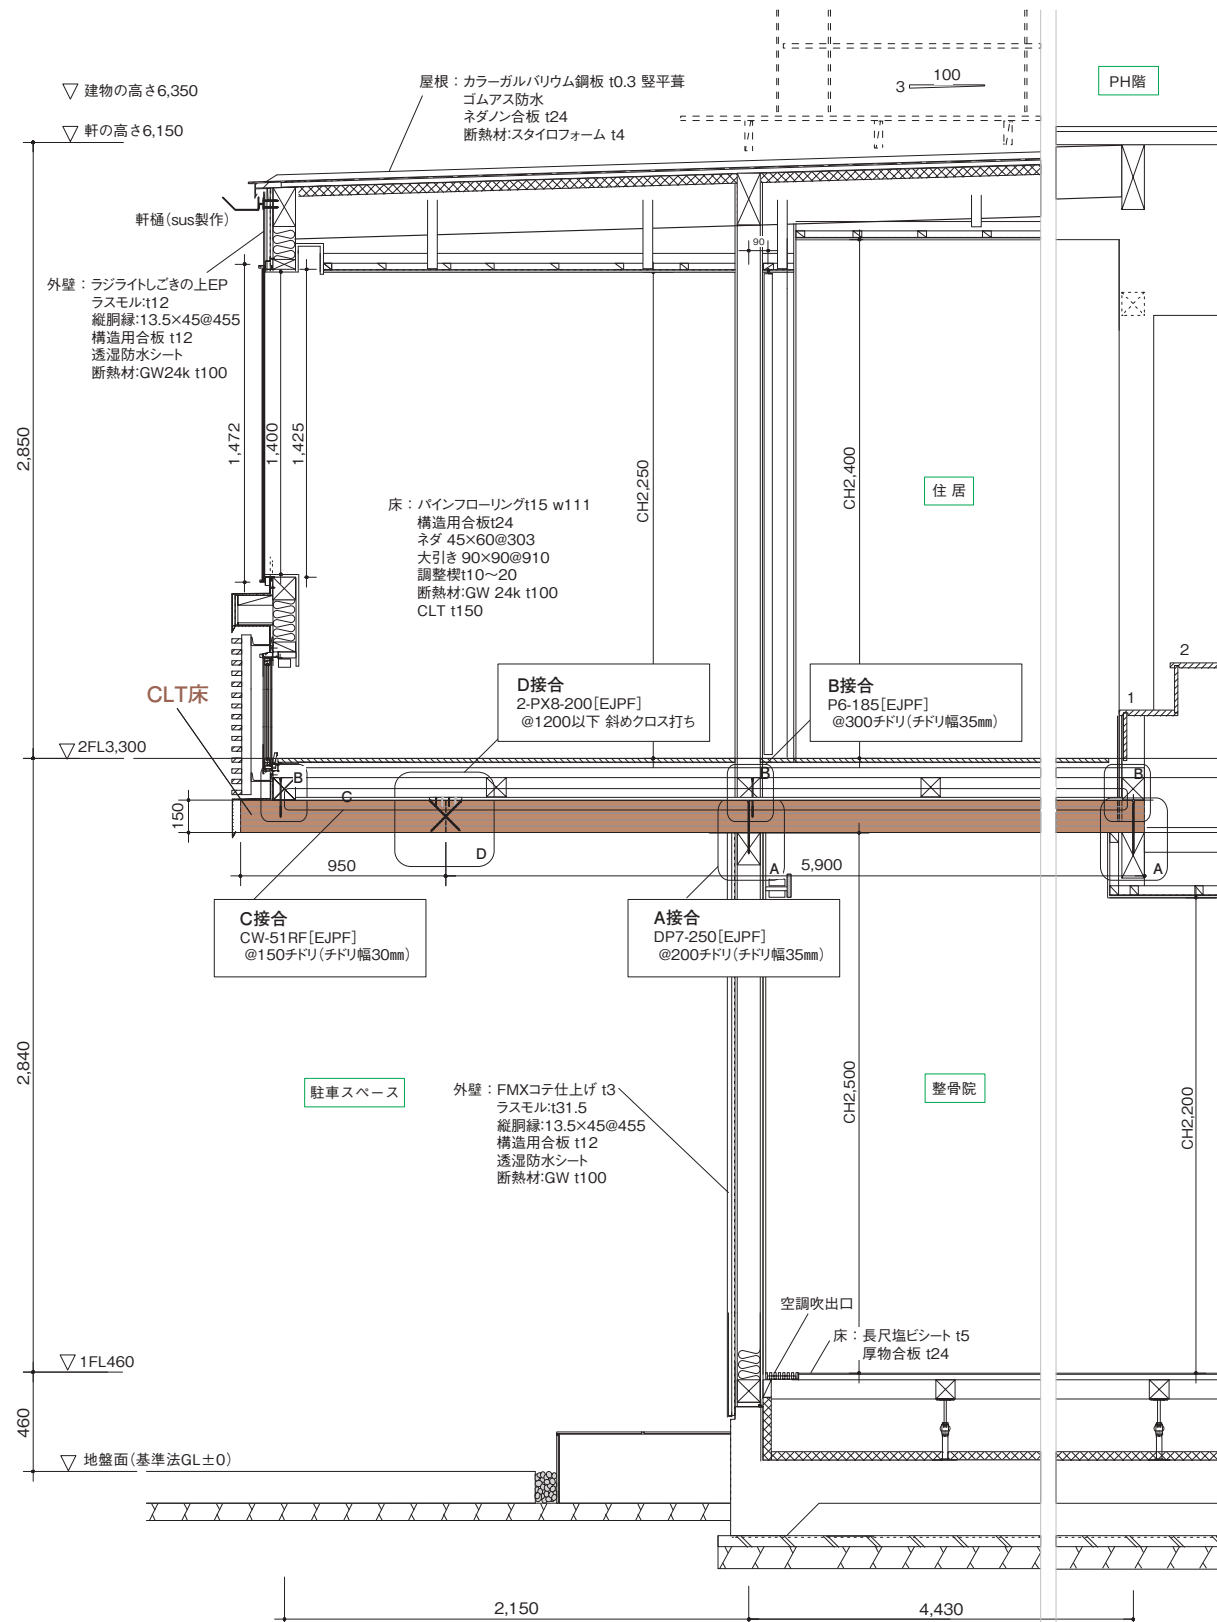 3
100
PH階
▽ 建物の高さ6,350
▽ 軒の高さ6,150
屋根：カラーガルバリウム鋼板 t0.3 竪平葺
ゴムアス防水
ネダノン合板 t24
断熱材:スタイロフォーム t4
軒樋（sus製作）
90
外壁：ラジライトしごきの上EP
ラスモル:t12
縦胴縁:13.5×45@455
構造用合板 t12
透湿防水シート
断熱材:GW24k t100
2,850
1,472
1,400
1,425
CH2,250
CH2,400
住 居
床：パインフローリングt15 w111
構造用合板t24
ネダ 45×60@303
大引き 90×90@910
調整楔t10〜20
断熱材:GW 24k t100
CLT t150
2
1
CLT床
D接合
2-PX8-200[EJPF]
@1200以下 斜めクロス打ち
B接合
P6-185[EJPF]
@300チドリ（チドリ幅35㎜）
▽ 2FL3,300
B
B
B
C
150
D
A
A
950
5,900
C接合
CW-51RF[EJPF]
@150チドリ（チドリ幅30㎜）
A接合
DP7-250[EJPF]
@200チドリ（チドリ幅35㎜）
2,840
駐車スペース
外壁：FMXコテ仕上げ t3
ラスモル:t31.5
縦胴縁:13.5×45@455
構造用合板 t12
透湿防水シート
断熱材:GW t100
CH2,500
整骨院
CH2,200
空調吹出口
床：長尺塩ビシート t5
厚物合板 t24
▽ 1FL460
460
▽ 地盤面（基準法GL±0）
2,150
4,430